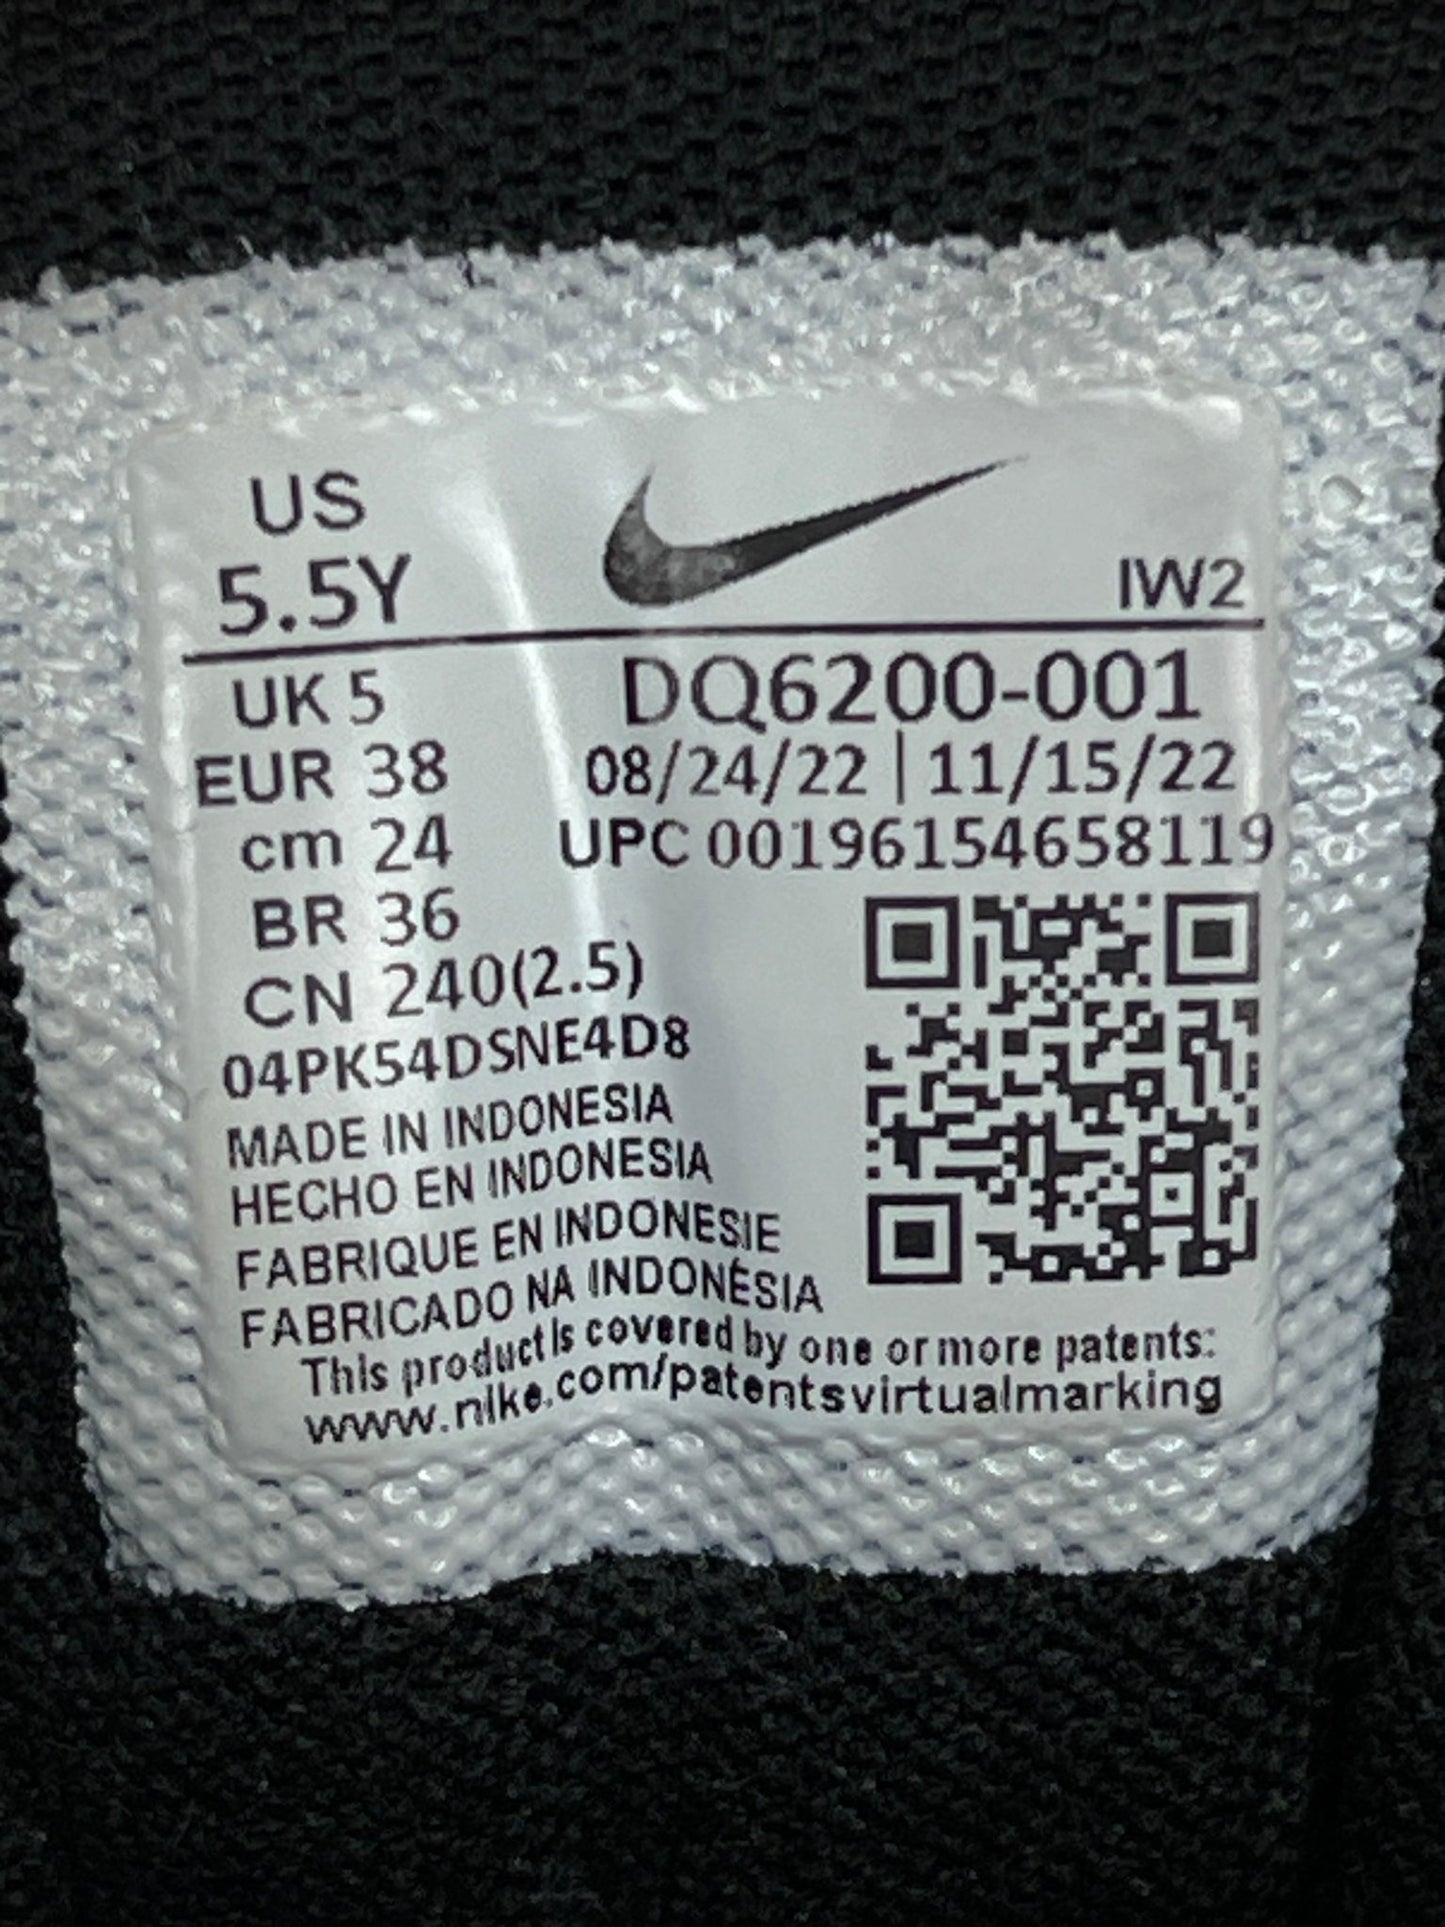 US
5.5Y
IW2
UK 5
DQ6200-001
EUR 38
08/24/22 | 11/15/22
cm 24
UPC 00196154658119
BR 36
CN 240(2.5)
04PK54DSNE4D8
MADE IN INDONESIA
HECHO EN INDONESIA
FABRIQUE EN INDONESIE
FABRICADO NA INDONÉSIA
This product is covered by one or more patents:
www.nike.com/patentsvirtualmarking